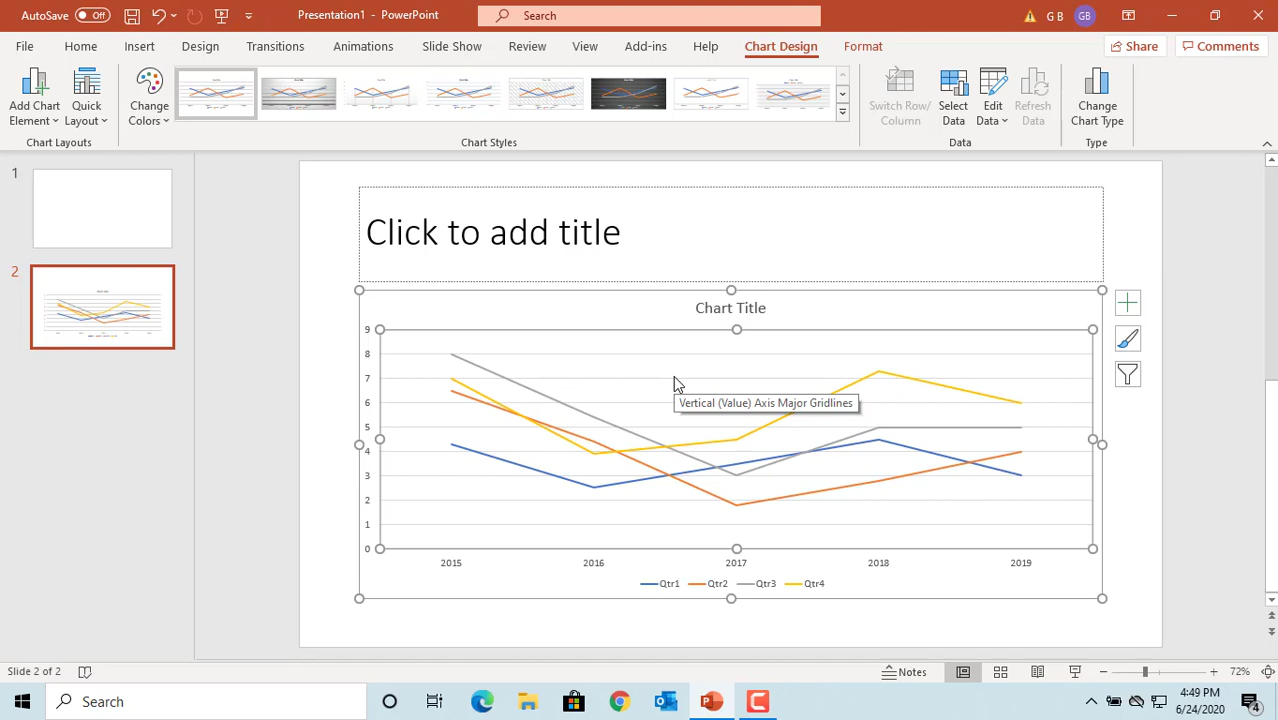 AutoSave Off Presentation1 - PowerPoint Search G B GB
File Home Insert Design Transitions Animations Slide Show Review View Add-ins Help Chart Design Format Share Comments
Add Chart Element
Quick Layout
Change Colors
Switch Row/ Column
Select Data
Edit Data
Refresh Data
Change Chart Type
Chart Layouts Chart Styles Data Type
1
2
Click to add title
Chart Title
9
8
7
6
5
4
3
2
1
0
Vertical (Value) Axis Major Gridlines
2015 2016 2017 2018 2019
Qtr1 Qtr2 Qtr3 Qtr4
Slide 2 of 2 Notes 72%
Search 4:49 PM
6/24/2020
4